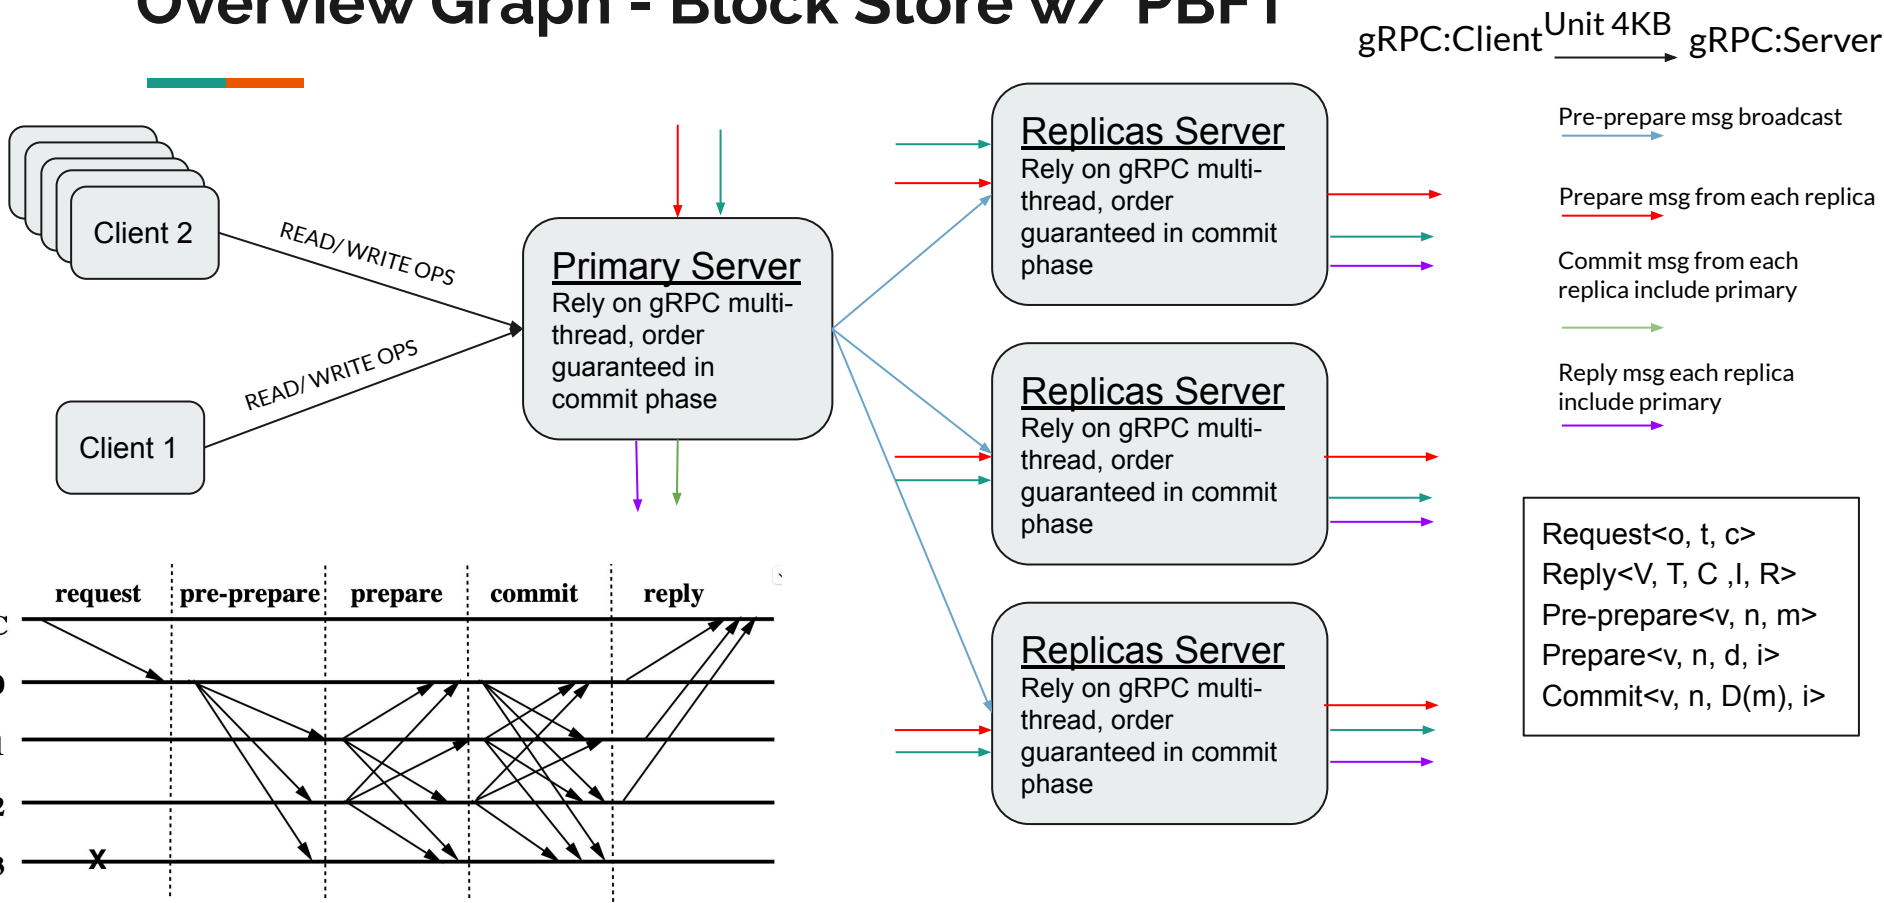 Overview Graph - Block Store w/ PBFT
gRPC:Client
Unit 4KB
gRPC:Server
Pre-prepare msg broadcast
Prepare msg from each replica
Commit msg from each
replica include primary
Reply msg each replica
include primary
Client 2
READ/ WRITE OPS
Client 1
READ/ WRITE OPS
Primary Server
Rely on gRPC multi-
thread, order
guaranteed in
commit phase
Replicas Server
Rely on gRPC multi-
thread, order
guaranteed in commit
phase
Replicas Server
Rely on gRPC multi-
thread, order
guaranteed in commit
phase
Replicas Server
Rely on gRPC multi-
thread, order
guaranteed in commit
phase
Request<o, t, c>
Reply<V, T, C ,I, R>
Pre-prepare<v, n, m>
Prepare<v, n, d, i>
Commit<v, n, D(m), i>
request pre-prepare prepare commit reply
C
0
1
2
3
X